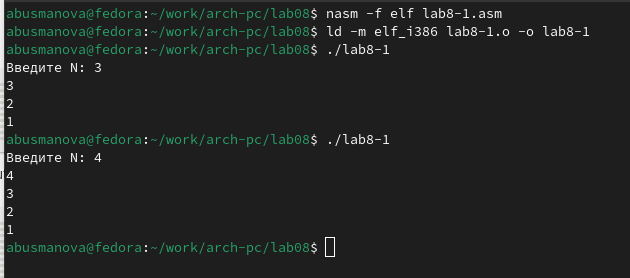 abusmanova@fedora:~/work/arch-pc/lab08$ nasm -f elf lab8-1.asm
abusmanova@fedora:~/work/arch-pc/lab08$ ld -m elf_i386 lab8-1.o -o lab8-1
abusmanova@fedora:~/work/arch-pc/lab08$ ./lab8-1
Введите N: 3
3
2
1
abusmanova@fedora:~/work/arch-pc/lab08$ ./lab8-1
Введите N: 4
4
3
2
1
abusmanova@fedora:~/work/arch-pc/lab08$